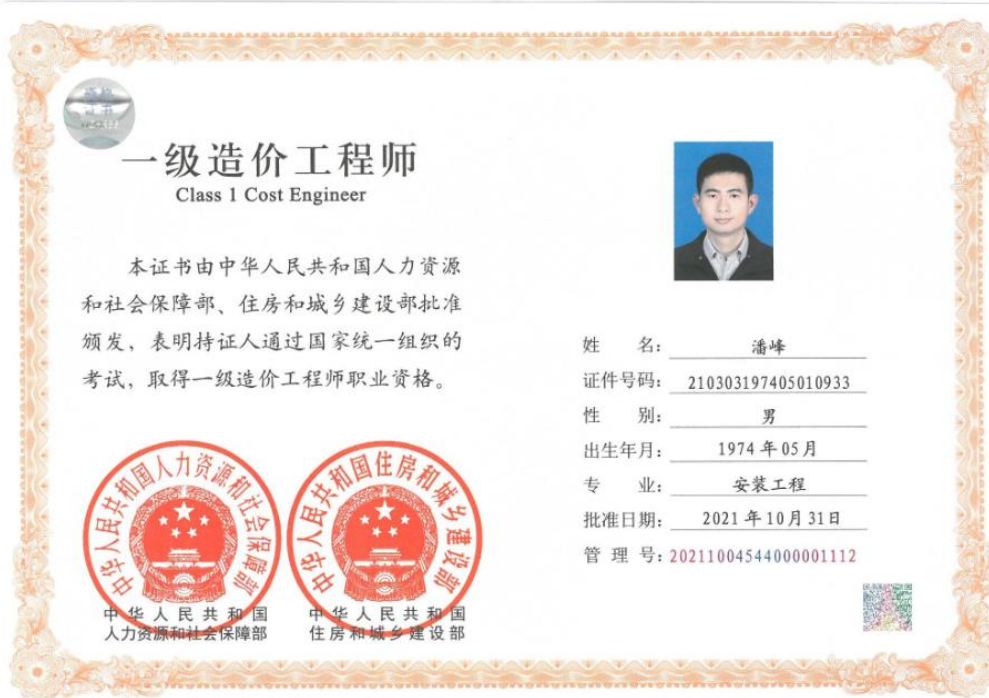 一级造价工程师
Class 1 Cost Engineer
本证书由中华人民共和国人力资源
和社会保障部、住房和城乡建设部批准
颁发，表明持证人通过国家统一组织的
考试，取得一级造价工程师职业资格。
中华人民共和国人力资源和社会保障部
中华人民共和国住房和城乡建设部
中华人民共和国
人力资源和社会保障部
中华人民共和国
住房和城乡建设部
姓 名： 潘峰
证件号码： 210303197405010933
性 别： 男
出生年月： 1974年05月
专 业： 安装工程
批准日期： 2021年10月31日
管 理 号：20211004544000001112